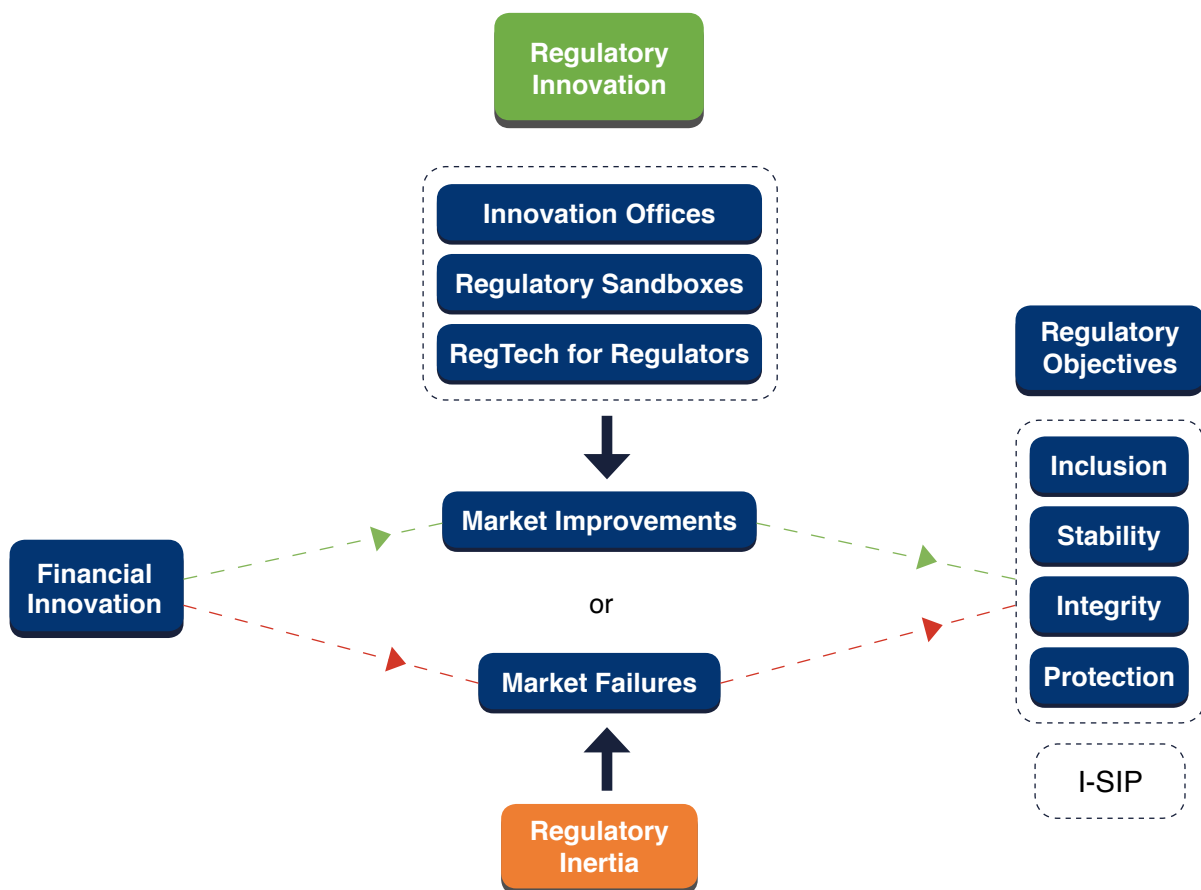 Regulatory
Innovation
Innovation Offices
Regulatory Sandboxes
RegTech for Regulators
Regulatory
Objectives
Inclusion
Stability
Integrity
Protection
I-SIP
Market Improvements
Financial
Innovation
or
Market Failures
Regulatory
Inertia